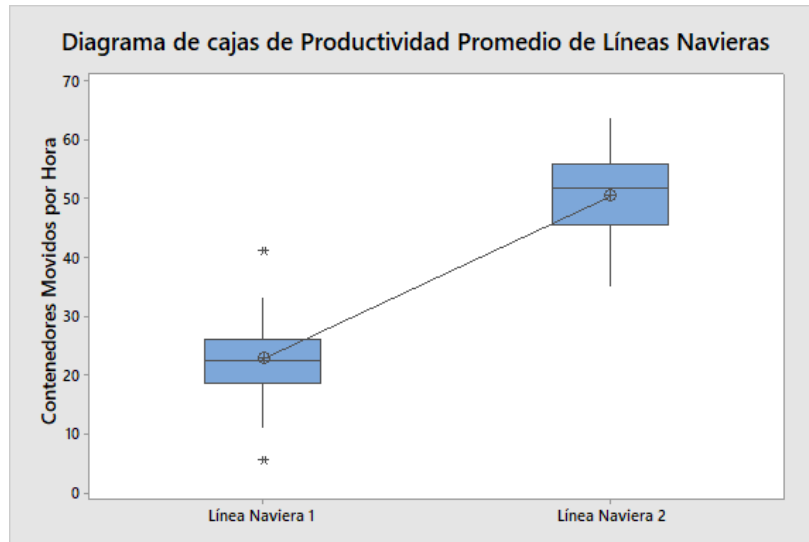 Diagrama de cajas de Productividad Promedio de Líneas Navieras
Contenedores Movidos por Hora
70
60
50
40
30
20
10
0
Línea Naviera 1
Línea Naviera 2